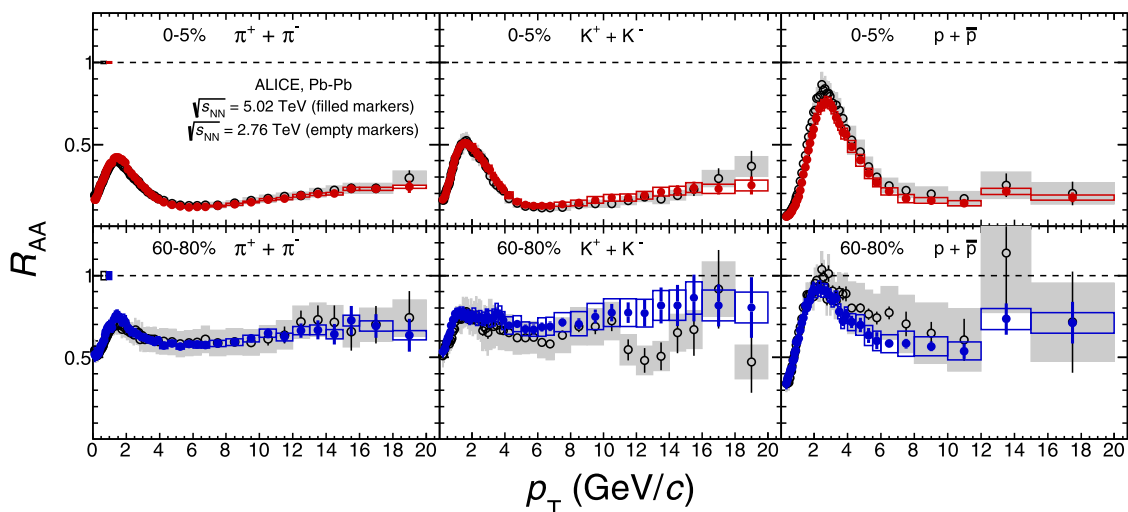 0-5% π⁺ + π⁻
0-5% K⁺ + K⁻
0-5% p + p̅
1
ALICE, Pb-Pb
√s_NN = 5.02 TeV (filled markers)
√s_NN = 2.76 TeV (empty markers)
0.5
R_AA
60-80% π⁺ + π⁻
60-80% K⁺ + K⁻
60-80% p + p̅
1
0.5
0 2 4 6 8 10 12 14 16 18 20
2 4 6 8 10 12 14 16 18 20
2 4 6 8 10 12 14 16 18 20
p_T (GeV/c)